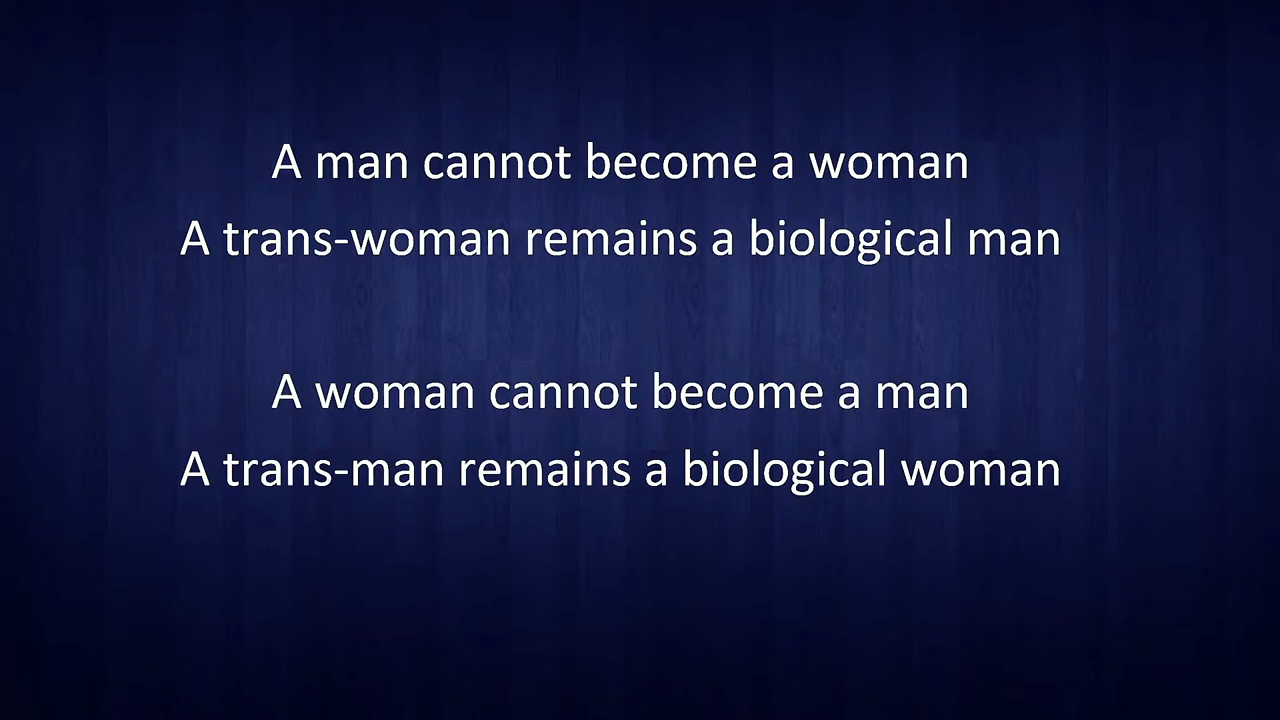 A man cannot become a woman
A trans-woman remains a biological man
A woman cannot become a man
A trans-man remains a biological woman